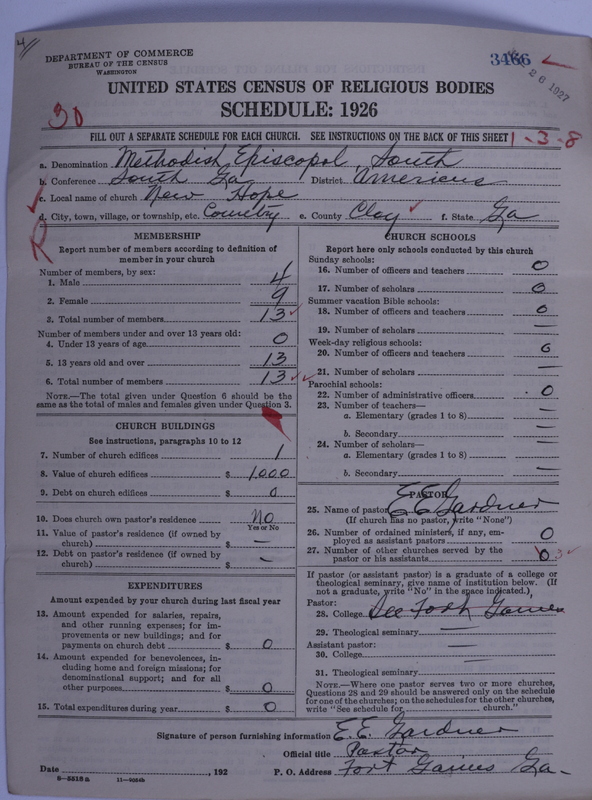 4
DEPARTMENT OF COMMERCE
BUREAU OF THE CENSUS
WASHINGTON
3466
26 1927
UNITED STATES CENSUS OF RELIGIOUS BODIES
SCHEDULE: 1926
30
FILL OUT A SEPARATE SCHEDULE FOR EACH CHURCH. SEE INSTRUCTIONS ON THE BACK OF THIS SHEET
1-3-8
a. Denomination Methodist Episcopal, South
b. Conference South Ga District Americus
c. Local name of church New Hope
d. City, town, village, or township, etc. Country e. County Clay f. State Ga
MEMBERSHIP
Report number of members according to definition of
member in your church
Number of members, by sex:
1. Male 4
2. Female 9
3. Total number of members 13
Number of members under and over 13 years old:
4. Under 13 years of age 0
5. 13 years old and over 13
6. Total number of members 13
NOTE.—The total given under Question 6 should be the
same as the total of males and females given under Question 3.
CHURCH BUILDINGS
See instructions, paragraphs 10 to 12
7. Number of church edifices 1
8. Value of church edifices $ 1,000
9. Debt on church edifices $ 0
10. Does church own pastor's residence No
Yes or No
11. Value of pastor's residence (if owned by
church) $ —
12. Debt on pastor's residence (if owned by
church) $ —
EXPENDITURES
Amount expended by your church during last fiscal year
13. Amount expended for salaries, repairs,
and other running expenses; for im-
provements or new buildings; and for
payments on church debt $ 0
14. Amount expended for benevolences, in-
cluding home and foreign missions; for
denominational support; and for all
other purposes $ 0
15. Total expenditures during year $ 0
CHURCH SCHOOLS
Report here only schools conducted by this church
Sunday schools:
16. Number of officers and teachers 0
17. Number of scholars 0
Summer vacation Bible schools:
18. Number of officers and teachers 0
19. Number of scholars —
Week-day religious schools:
20. Number of officers and teachers 0
21. Number of scholars —
Parochial schools:
22. Number of administrative officers 0
23. Number of teachers—
a. Elementary (grades 1 to 8) —
b. Secondary —
24. Number of scholars—
a. Elementary (grades 1 to 8) —
b. Secondary —
PASTOR
25. Name of pastor E E Gardner
(If church has no pastor, write "None")
26. Number of ordained ministers, if any, em-
ployed as assistant pastors 0
27. Number of other churches served by the
pastor or his assistants 0 3
If pastor (or assistant pastor) is a graduate of a college or
theological seminary, give name of institution below. (If
not a graduate, write "No" in the space indicated.)
Pastor:
28. College See Forth Gaines
29. Theological seminary —
Assistant pastor:
30. College —
31. Theological seminary —
NOTE.—Where one pastor serves two or more churches,
Questions 28 and 29 should be answered only on the schedule
for one of the churches; on the schedules for the other churches,
write "See schedule for church."
Signature of person furnishing information E.E. Gardner
Official title Pastor
Date , 192 P. O. Address Fort Gaines Ga-
8-5518a 11-9054b